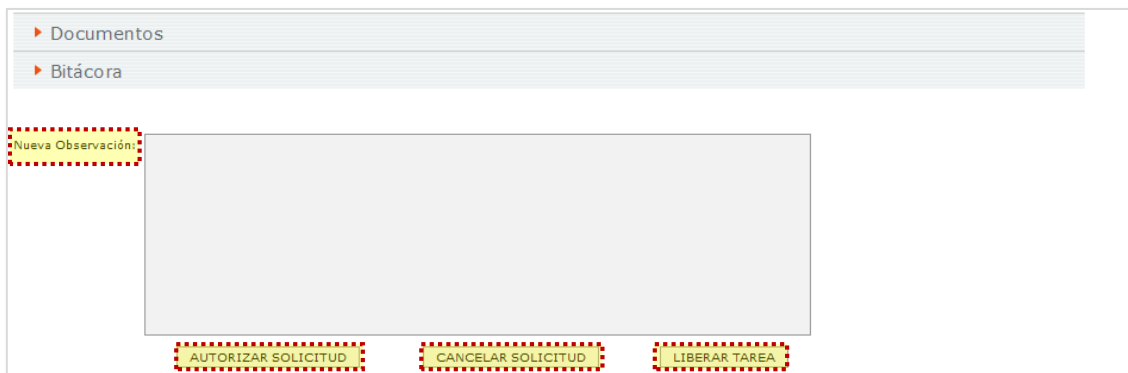 Documentos
Bitácora
Nueva Observación:
AUTORIZAR SOLICITUD CANCELAR SOLICITUD LIBERAR TAREA